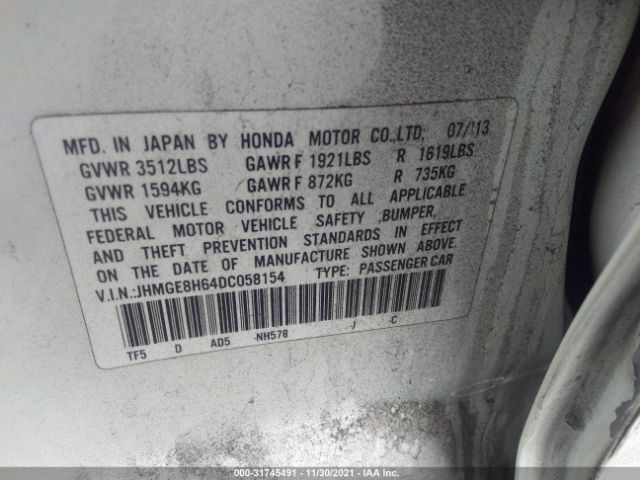 MFD. IN JAPAN BY HONDA MOTOR CO.,LTD; 07/13
GVWR 3512LBS GAWR F 1921LBS R 1619LBS
GVWR 1594KG GAWR F 872KG R 735KG
THIS VEHICLE CONFORMS TO ALL APPLICABLE
FEDERAL MOTOR VEHICLE SAFETY ,BUMPER,
AND THEFT PREVENTION STANDARDS IN EFFECT
ON THE DATE OF MANUFACTURE SHOWN ABOVE.
V.I.N.:JHMGE8H64DC058154 TYPE: PASSENGER CAR
TF5 D AD5 -NH578 -J -C
000-31745491 - 11/30/2021 - IAA Inc.